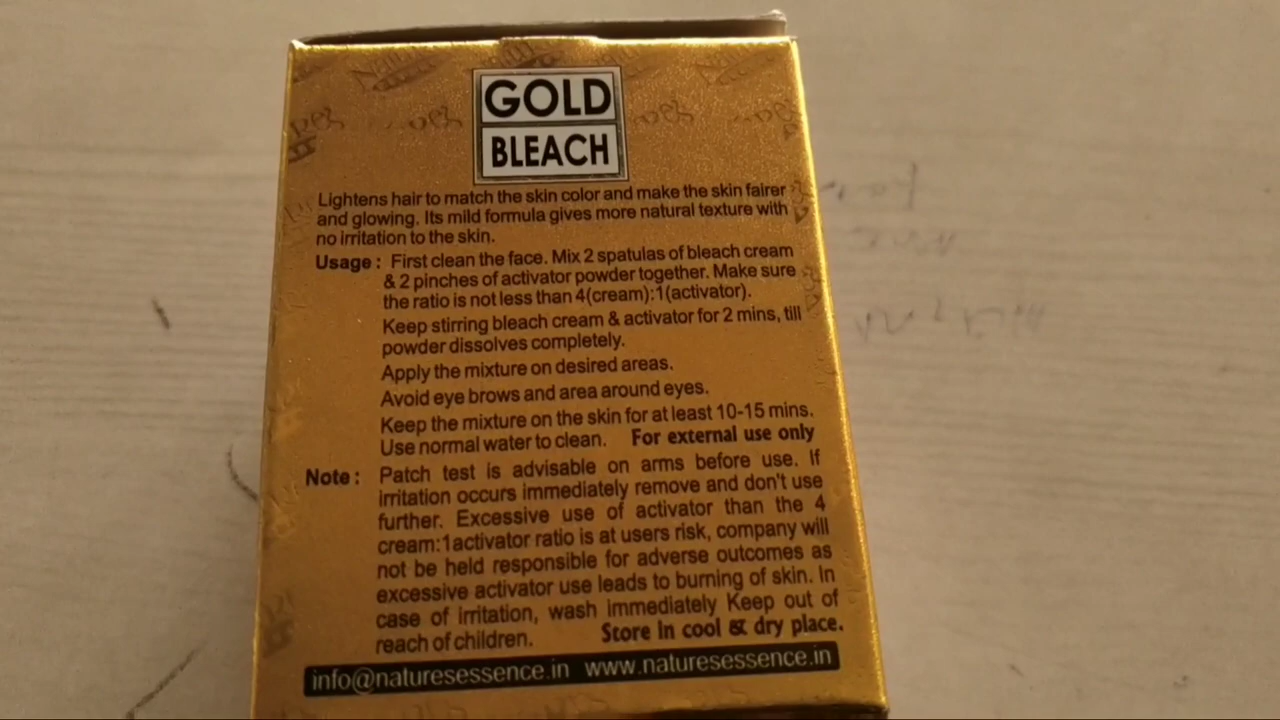 GOLD
BLEACH
Lightens hair to match the skin color and make the skin fairer
and glowing. Its mild formula gives more natural texture with
no irritation to the skin.
Usage : First clean the face. Mix 2 spatulas of bleach cream
& 2 pinches of activator powder together. Make sure
the ratio is not less than 4(cream):1(activator).
Keep stirring bleach cream & activator for 2 mins, till
powder dissolves completely.
Apply the mixture on desired areas.
Avoid eye brows and area around eyes.
Keep the mixture on the skin for at least 10-15 mins.
Use normal water to clean. For external use only
Note : Patch test is advisable on arms before use. If
irritation occurs immediately remove and don't use
further. Excessive use of activator than the 4
cream:1activator ratio is at users risk, company will
not be held responsible for adverse outcomes as
excessive activator use leads to burning of skin. In
case of irritation, wash immediately Keep out of
reach of children. Store in cool & dry place.
info@naturesessence.in www.naturesessence.in